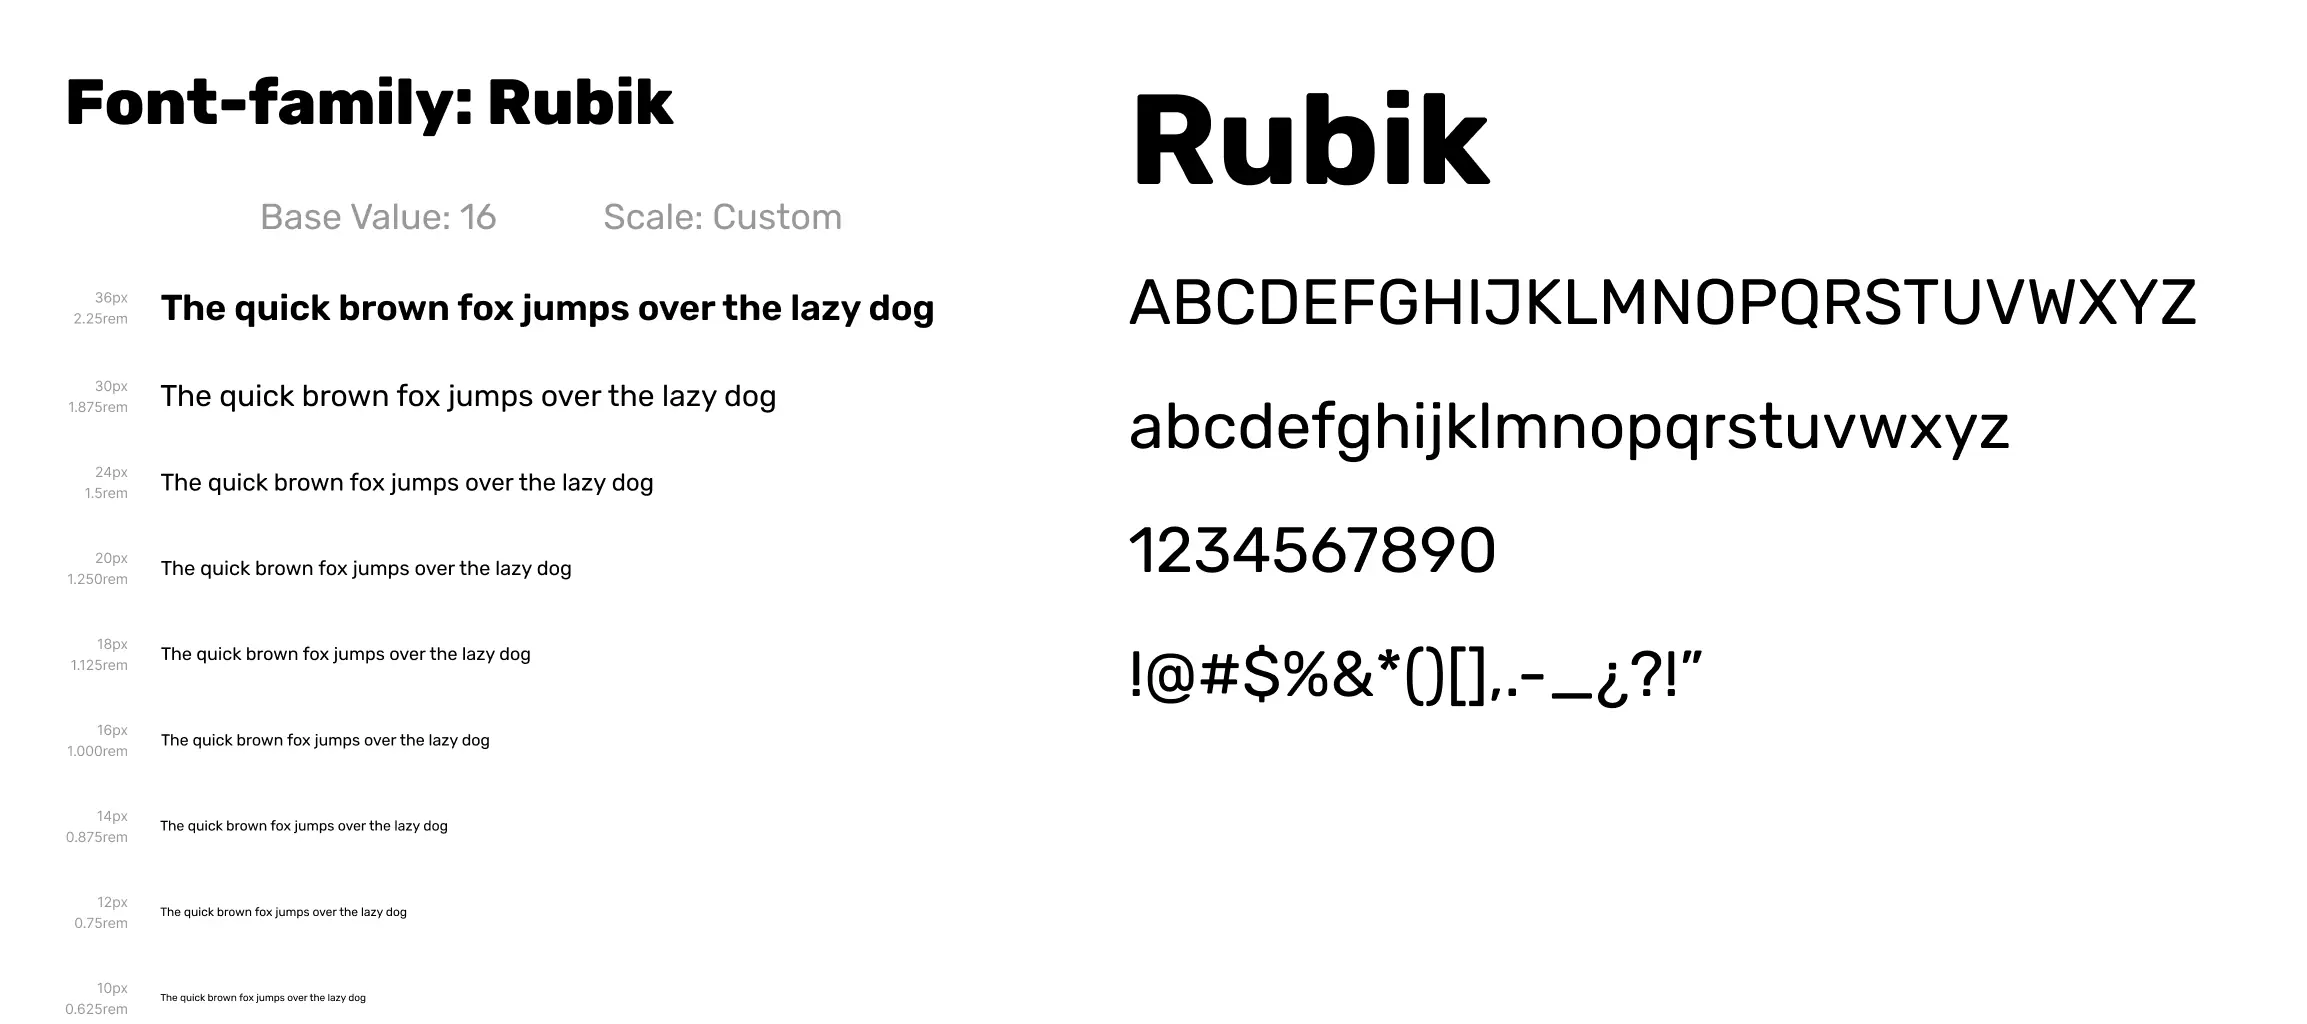 Font-family: Rubik
Base Value: 16 Scale: Custom
36px
2.25rem
The quick brown fox jumps over the lazy dog
30px
1.875rem
The quick brown fox jumps over the lazy dog
24px
1.5rem
The quick brown fox jumps over the lazy dog
20px
1.250rem
The quick brown fox jumps over the lazy dog
18px
1.125rem
The quick brown fox jumps over the lazy dog
16px
1.000rem
The quick brown fox jumps over the lazy dog
14px
0.875rem
The quick brown fox jumps over the lazy dog
12px
0.75rem
The quick brown fox jumps over the lazy dog
10px
0.625rem
The quick brown fox jumps over the lazy dog
Rubik
ABCDEFGHIJKLMNOPQRSTUVWXYZ
abcdefghijklmnopqrstuvwxyz
1234567890
!@#$%&*()[],.-_¿?!”